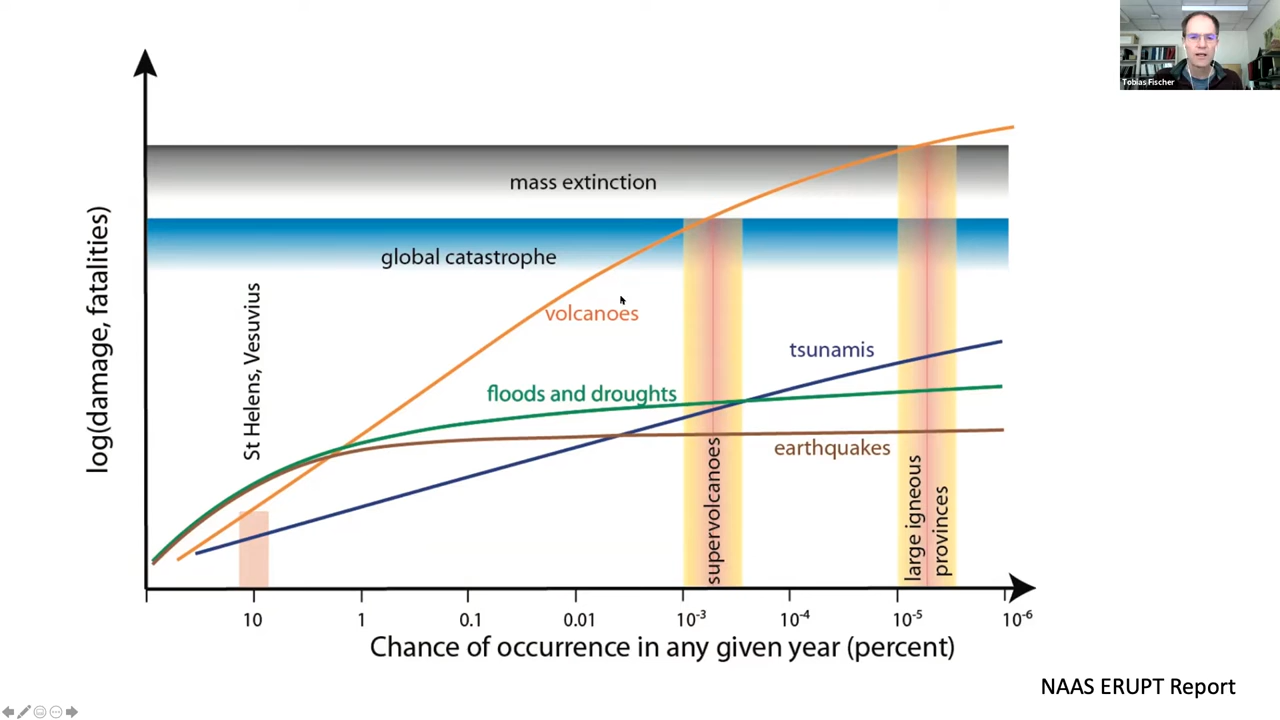 Tobias Fischer
log(damage, fatalities)
mass extinction
global catastrophe
St Helens, Vesuvius
volcanoes
tsunamis
floods and droughts
earthquakes
supervolcanoes
large igneous
provinces
10 1 0.1 0.01 10⁻³ 10⁻⁴ 10⁻⁵ 10⁻⁶
Chance of occurrence in any given year (percent)
NAAS ERUPT Report